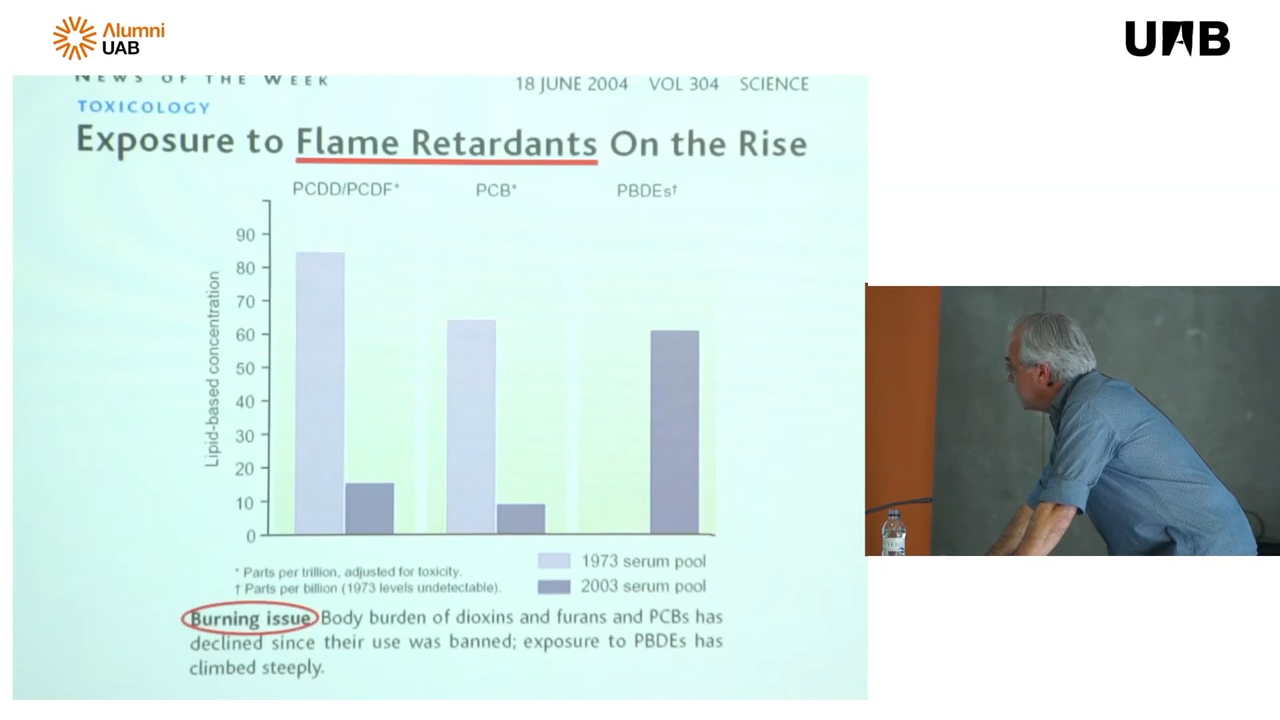 Alumni
UAB
UAB
NEWS OF THE WEEK
18 JUNE 2004 VOL 304 SCIENCE
TOXICOLOGY
Exposure to Flame Retardants On the Rise
PCDD/PCDF*
PCB*
PBDEs†
90
80
70
60
50
40
30
20
10
0
Lipid-based concentration
* Parts per trillion, adjusted for toxicity.
† Parts per billion (1973 levels undetectable).
1973 serum pool
2003 serum pool
Burning issue Body burden of dioxins and furans and PCBs has
declined since their use was banned; exposure to PBDEs has
climbed steeply.